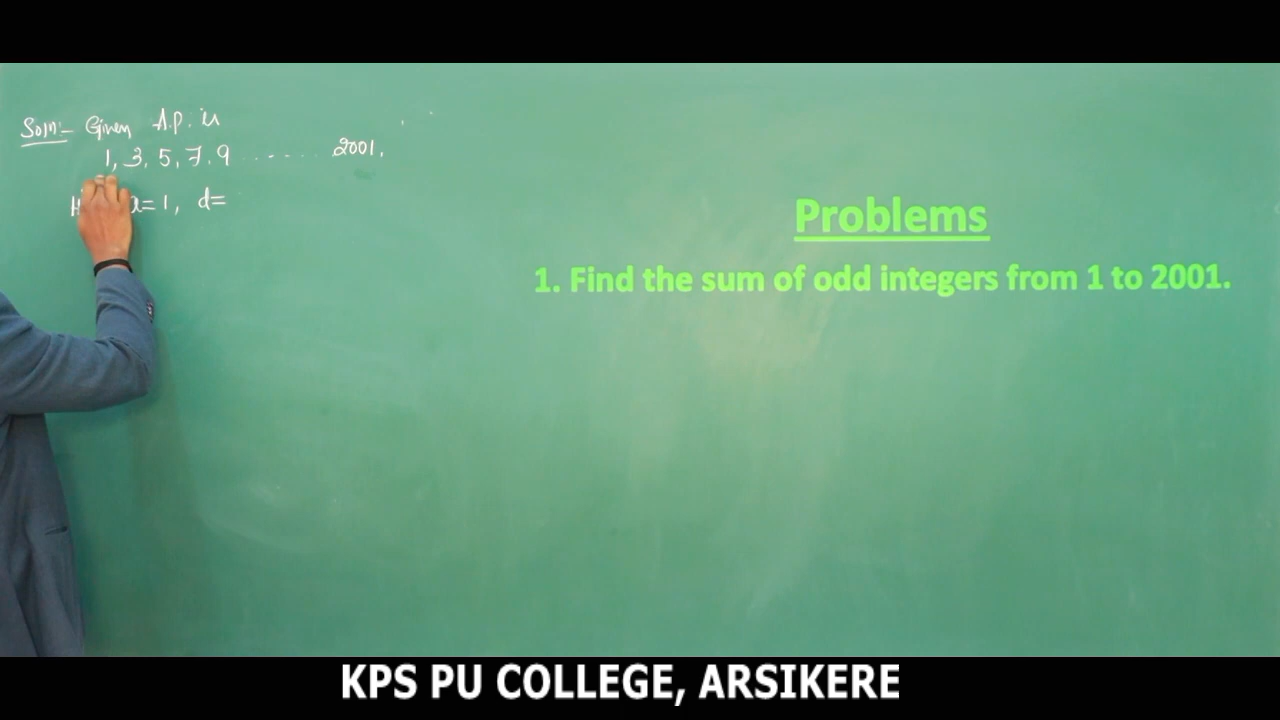 Soln:- Given A.P. is
1, 3, 5, 7, 9 ........ 2001,
a=1, d=
Problems
1. Find the sum of odd integers from 1 to 2001.
KPS PU COLLEGE, ARSIKERE